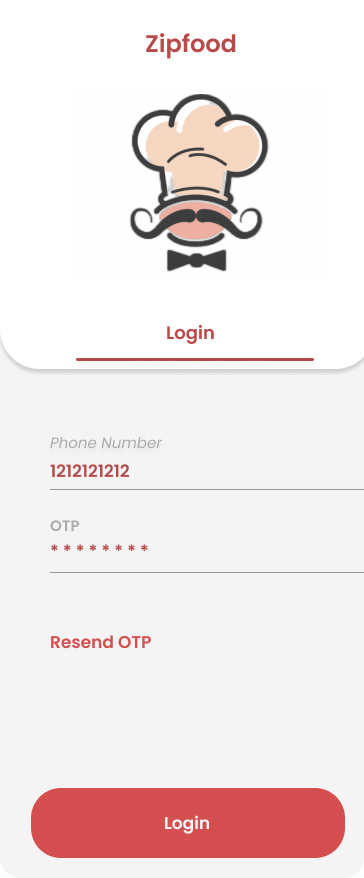 Zipfood
Login
Phone Number
1212121212
OTP
* * * * * * * *
Resend OTP
Login